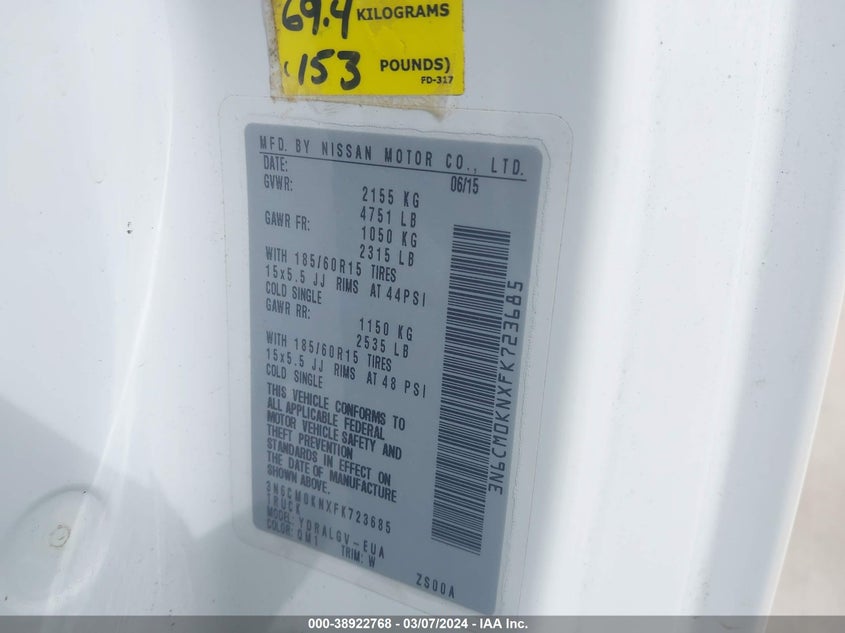 69.4 KILOGRAMS
(153 POUNDS)
FD-317
MFD. BY NISSAN MOTOR CO., LTD.
DATE: 06/15
GVWR: 2155 KG
4751 LB
GAWR FR: 1050 KG
2315 LB
WITH 185/60R15 TIRES
15x5.5 JJ RIMS AT 44PSI
COLD SINGLE
GAWR RR: 1150 KG
2535 LB
WITH 185/60R15 TIRES
15x5.5 JJ RIMS AT 48 PSI
COLD SINGLE
THIS VEHICLE CONFORMS TO
ALL APPLICABLE FEDERAL
MOTOR VEHICLE SAFETY AND
THEFT PREVENTION
STANDARDS IN EFFECT ON
THE DATE OF MANUFACTURE
SHOWN ABOVE.
3N6CM0KNXFK723685
TRUCK
MODEL: YDRALGV-EUA
COLOR: QM1 TRIM: W
ZS00A
3N6CM0KNXFK723685
000-38922768 - 03/07/2024 - IAA Inc.